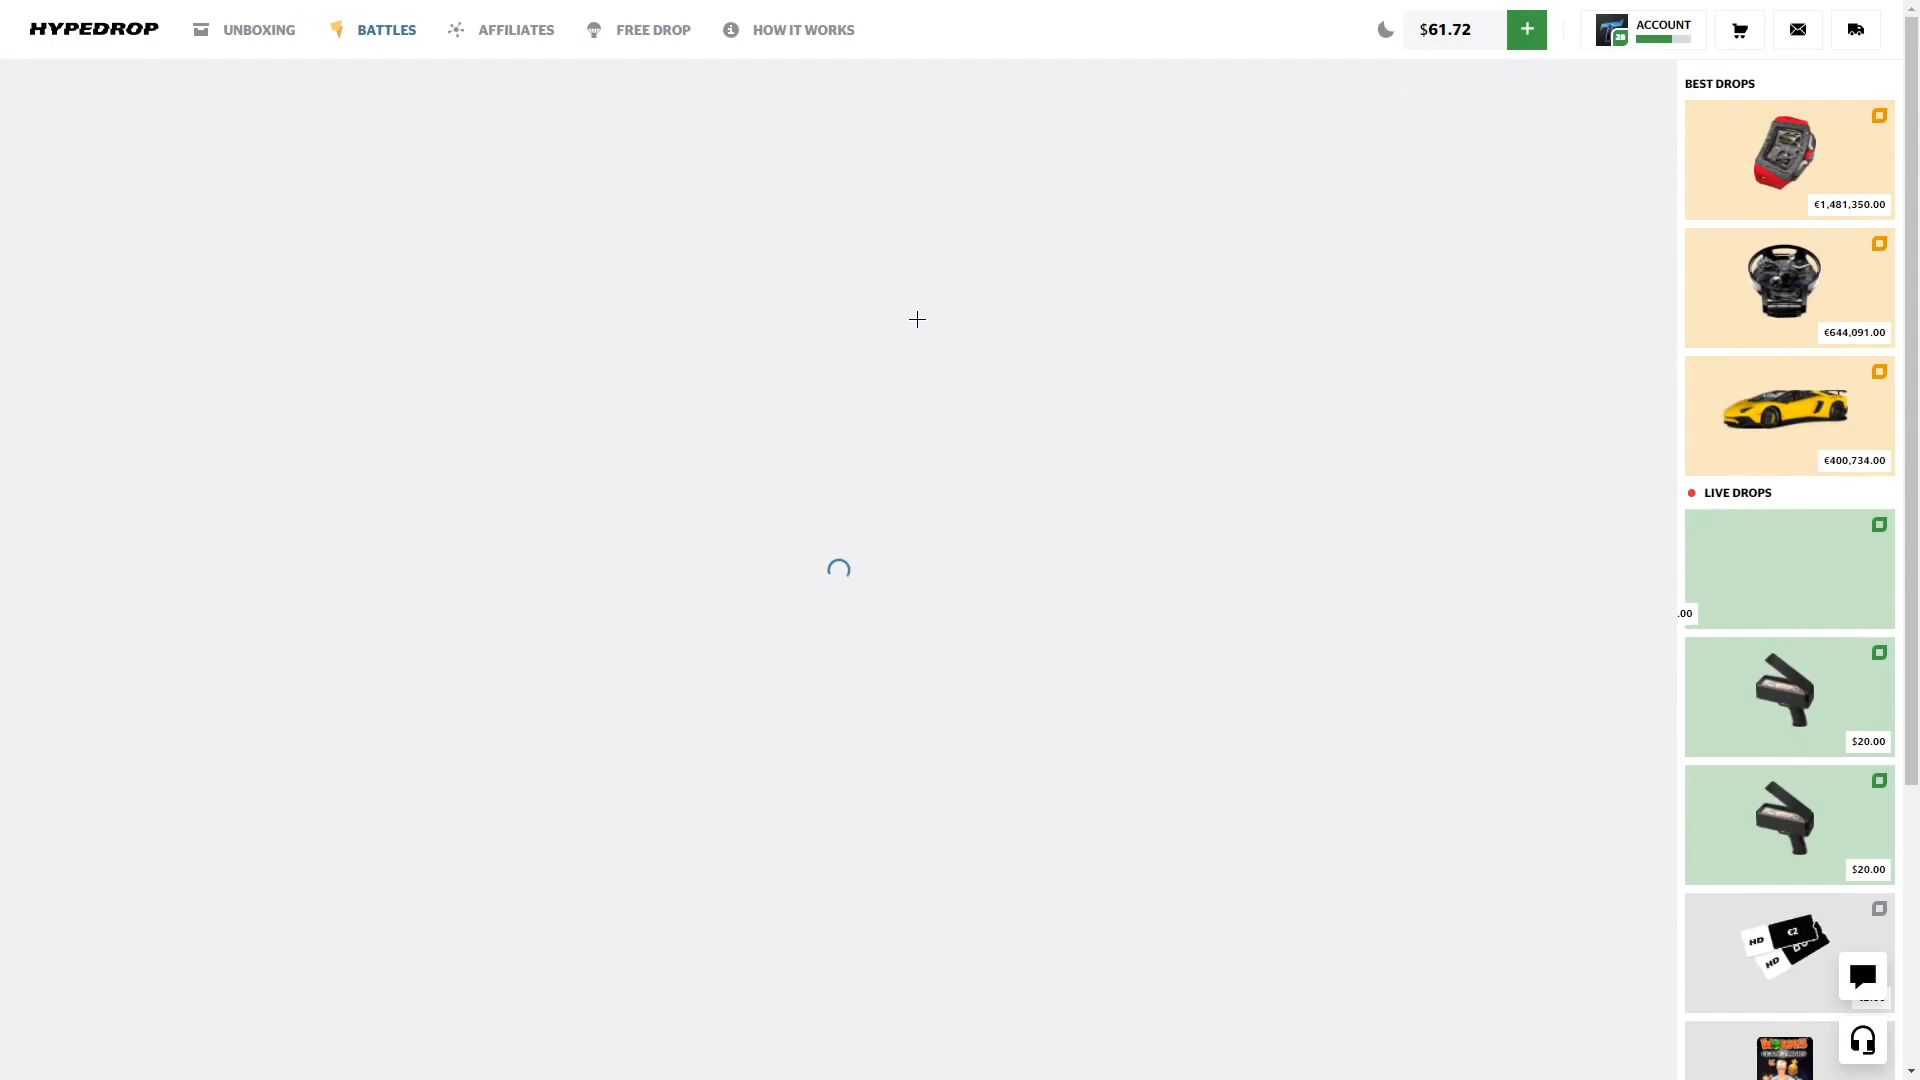 HYPEDROP
UNBOXING
BATTLES
AFFILIATES
FREE DROP
HOW IT WORKS
$61.72
+
28
ACCOUNT
BEST DROPS
€1,481,350.00
€644,091.00
€400,734.00
LIVE DROPS
.00
$20.00
$20.00
HD
€2
HD